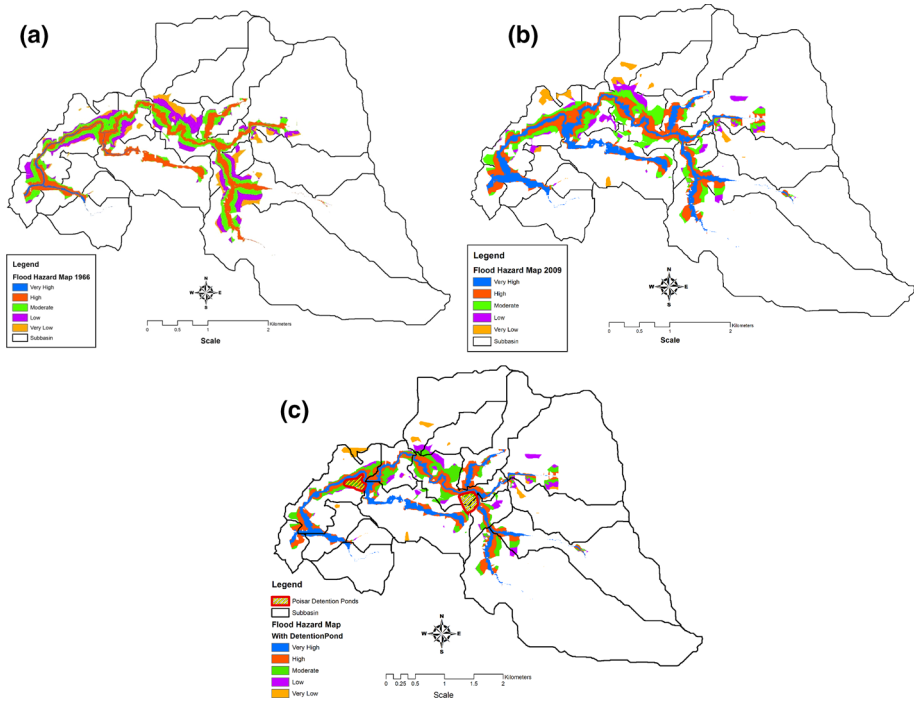 (a)
Legend
Flood Hazard Map 1966
Very High
High
Moderate
Low
Very Low
Subbasin
N
W E
S
Kilometers
0 0.5 1 2
Scale
(b)
Legend
Flood Hazard Map 2009
Very High
High
Moderate
Low
Very Low
Subbasin
N
W E
S
Kilometers
0 0.5 1 2
Scale
(c)
Legend
Poisar Detention Ponds
Subbasin
Flood Hazard Map
With DetentionPond
Very High
High
Moderate
Low
Very Low
N
W E
S
Kilometers
0 0.25 0.5 1 1.5 2
Scale